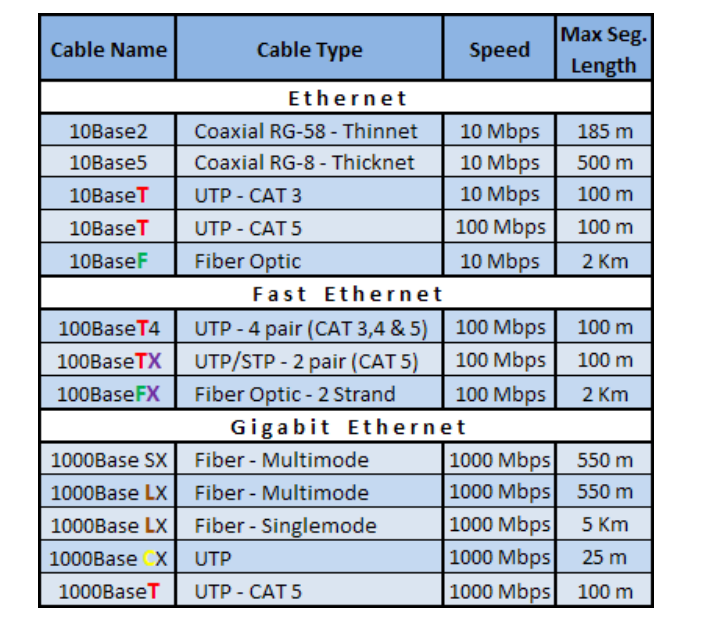 Cable Name Cable Type Speed Max Seg. Length
Ethernet
10Base2 Coaxial RG-58 - Thinnet 10 Mbps 185 m
10Base5 Coaxial RG-8 - Thicknet 10 Mbps 500 m
10BaseT UTP - CAT 3 10 Mbps 100 m
10BaseT UTP - CAT 5 100 Mbps 100 m
10BaseF Fiber Optic 10 Mbps 2 Km
Fast Ethernet
100BaseT4 UTP - 4 pair (CAT 3,4 & 5) 100 Mbps 100 m
100BaseTX UTP/STP - 2 pair (CAT 5) 100 Mbps 100 m
100BaseFX Fiber Optic - 2 Strand 100 Mbps 2 Km
Gigabit Ethernet
1000Base SX Fiber - Multimode 1000 Mbps 550 m
1000Base LX Fiber - Multimode 1000 Mbps 550 m
1000Base LX Fiber - Singlemode 1000 Mbps 5 Km
1000Base CX UTP 1000 Mbps 25 m
1000BaseT UTP - CAT 5 1000 Mbps 100 m